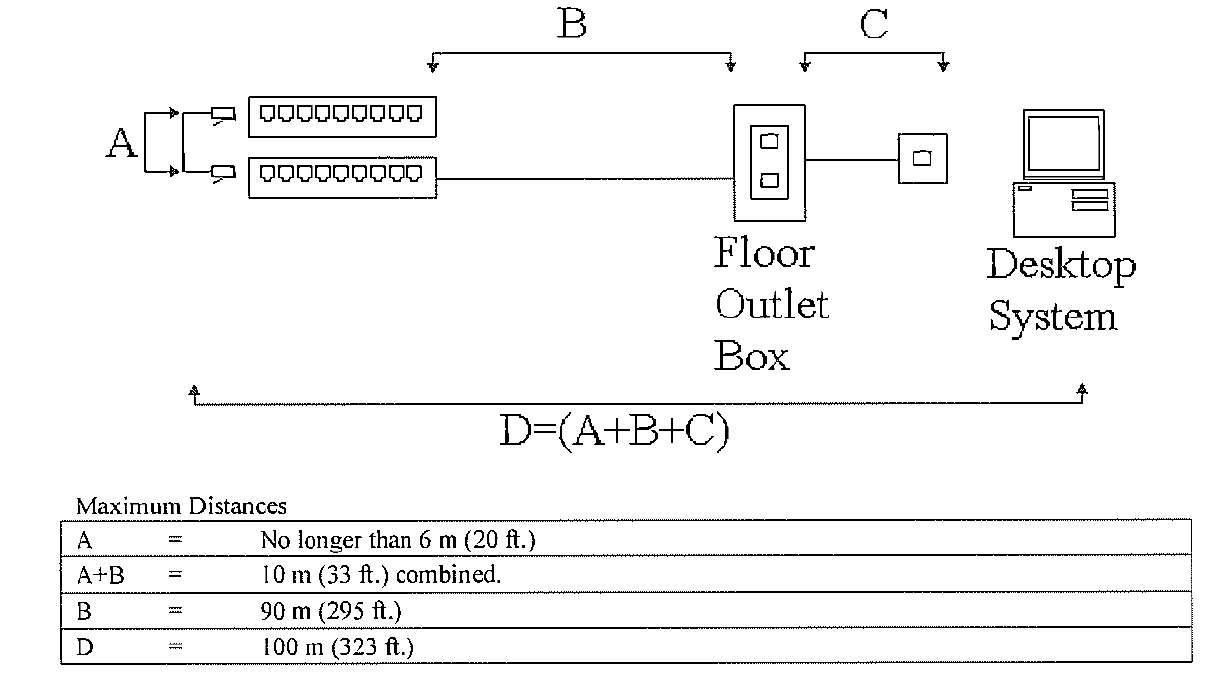 B
C
A
Floor
Outlet
Box
Desktop
System
D=(A+B+C)
Maximum Distances
A = No longer than 6 m (20 ft.)
A+B = 10 m (33 ft.) combined.
B = 90 m (295 ft.)
D = 100 m (323 ft.)